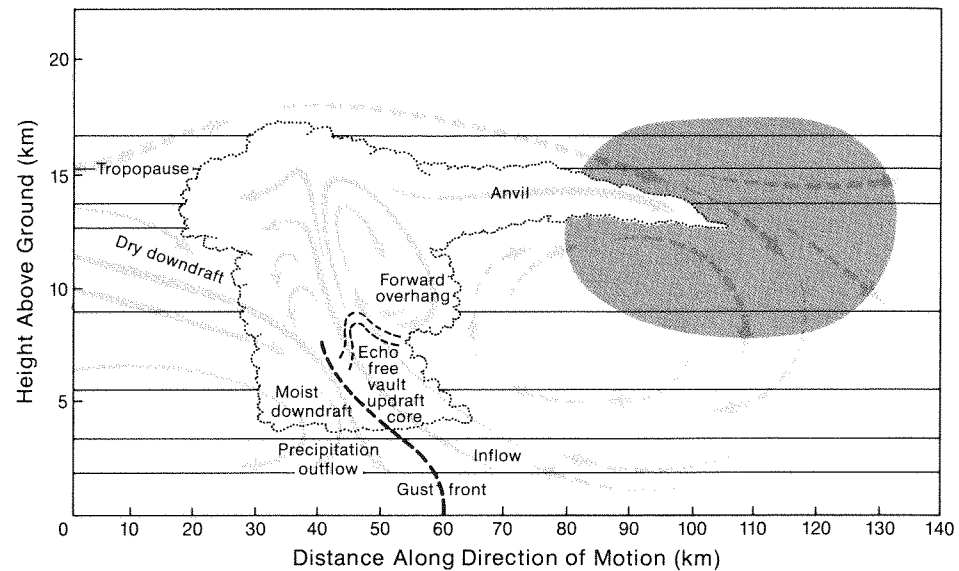 20
15
10
5
Height Above Ground (km)
Tropopause
Anvil
Dry downdraft
Forward
overhang
Echo
free
vault
updraft
core
Moist
downdraft
Precipitation
outflow
Inflow
Gust front
0 10 20 30 40 50 60 70 80 90 100 110 120 130 140
Distance Along Direction of Motion (km)